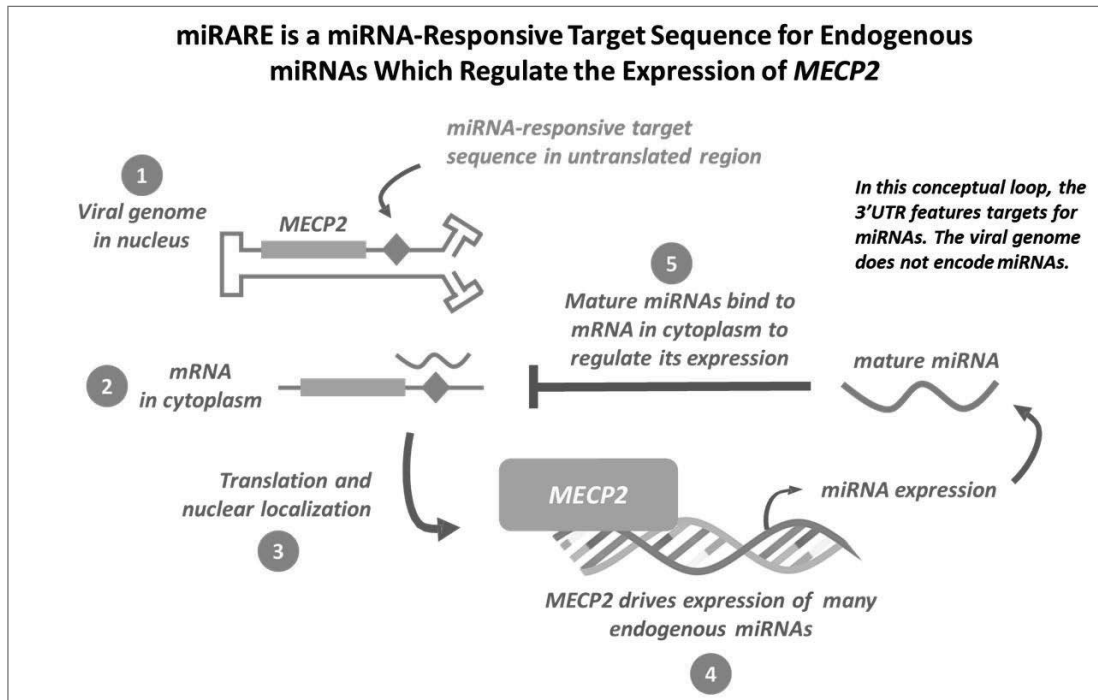 miRARE is a miRNA-Responsive Target Sequence for Endogenous
miRNAs Which Regulate the Expression of MECP2
miRNA-responsive target
sequence in untranslated region
1
Viral genome
in nucleus
MECP2
In this conceptual loop, the
3’UTR features targets for
miRNAs. The viral genome
does not encode miRNAs.
5
Mature miRNAs bind to
mRNA in cytoplasm to
regulate its expression
2
mRNA
in cytoplasm
mature miRNA
Translation and
nuclear localization
3
MECP2
miRNA expression
MECP2 drives expression of many
endogenous miRNAs
4